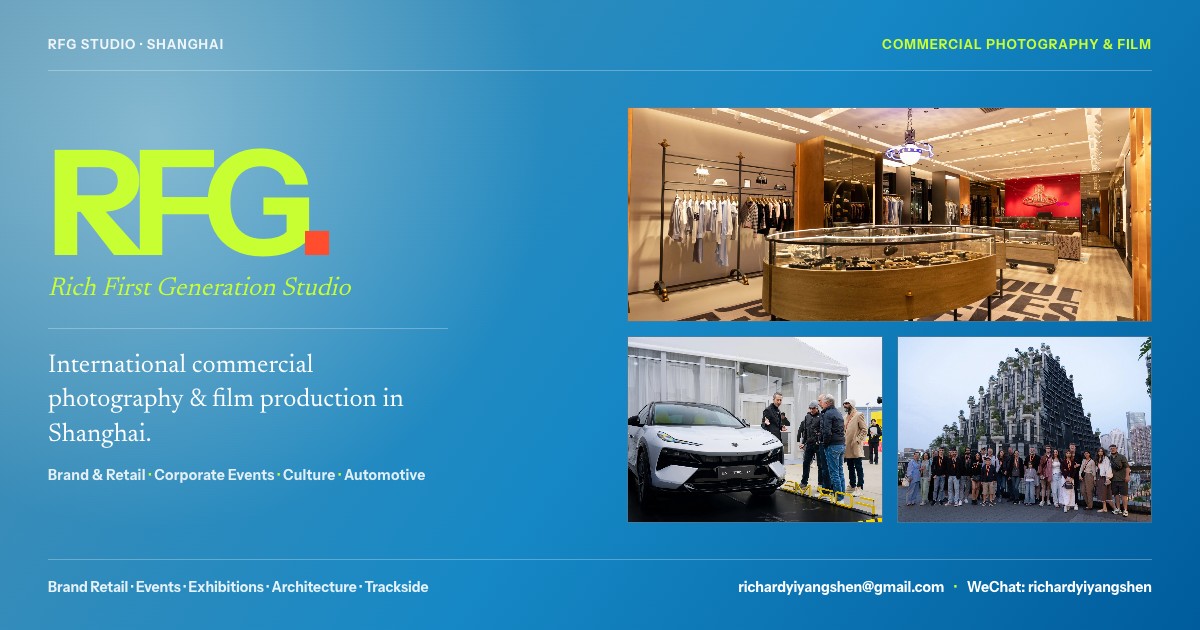 RFG STUDIO · SHANGHAI
COMMERCIAL PHOTOGRAPHY & FILM
RFG.
Rich First Generation Studio
International commercial
photography & film production in
Shanghai.
Brand & Retail · Corporate Events · Culture · Automotive
Brand Retail · Events · Exhibitions · Architecture · Trackside
richardyiyangshen@gmail.com · WeChat: richardyiyangshen